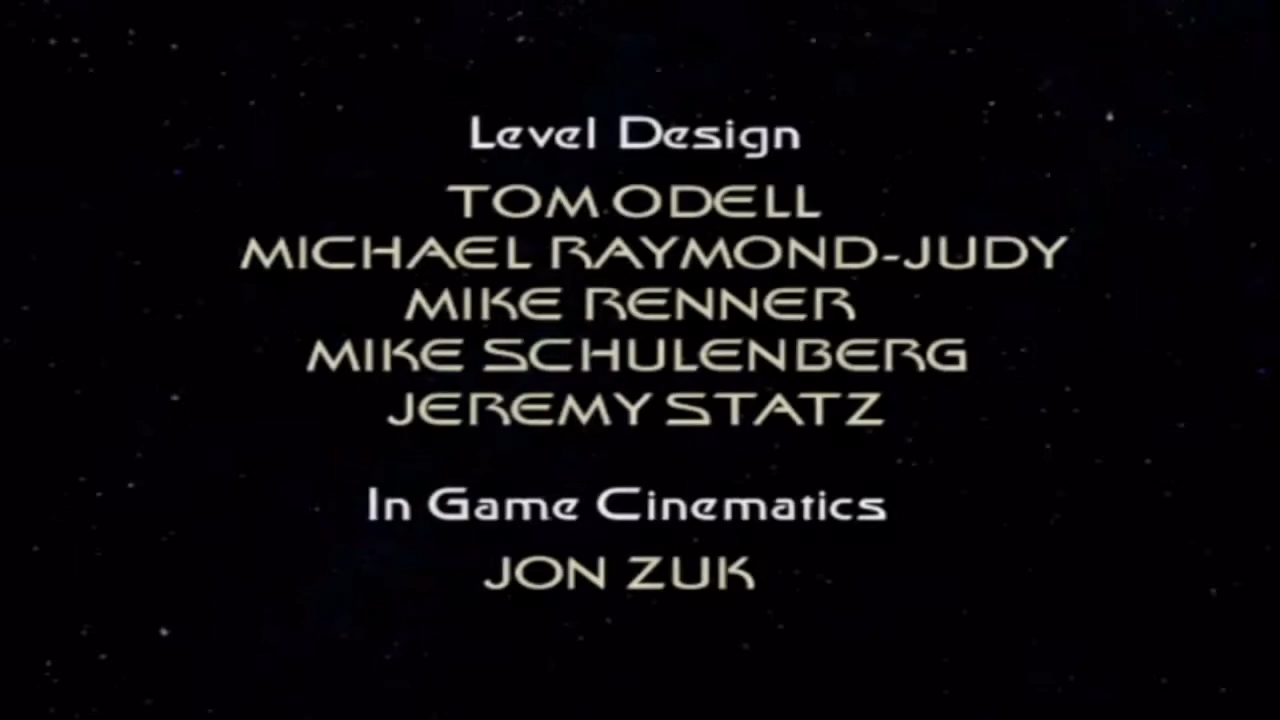 Level Design
TOM ODELL
MICHAEL RAYMOND-JUDY
MIKE RENNER
MIKE SCHULENBERG
JEREMY STATZ
In Game Cinematics
JON ZUK